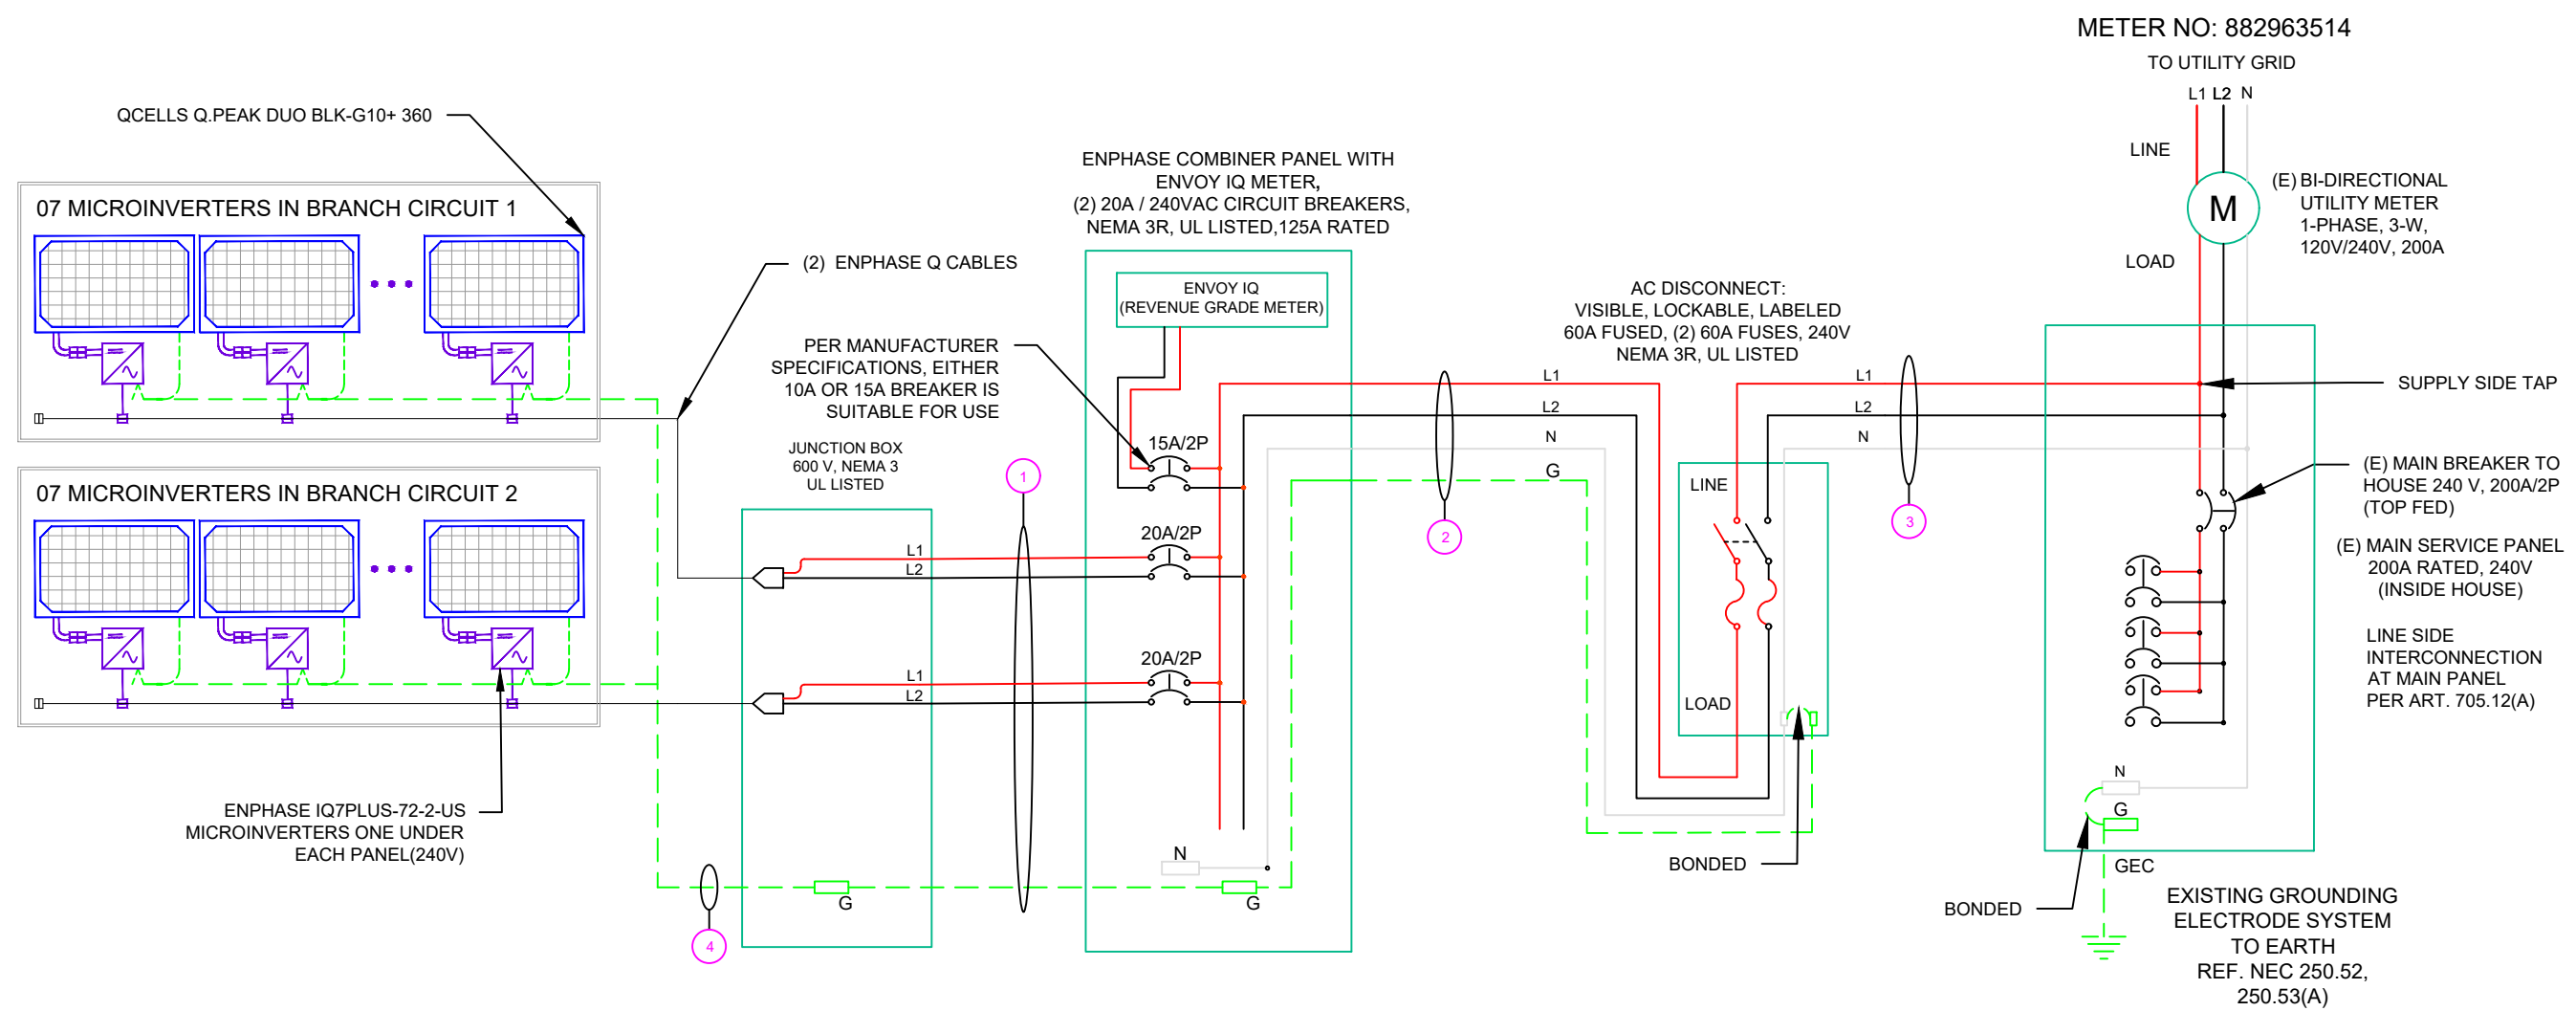 METER NO: 882963514
TO UTILITY GRID
L1 L2 N
LINE
M
(E) BI-DIRECTIONAL
UTILITY METER
1-PHASE, 3-W,
120V/240V, 200A
LOAD
QCELLS Q.PEAK DUO BLK-G10+ 360
07 MICROINVERTERS IN BRANCH CIRCUIT 1
07 MICROINVERTERS IN BRANCH CIRCUIT 2
ENPHASE IQ7PLUS-72-2-US
MICROINVERTERS ONE UNDER
EACH PANEL(240V)
(2) ENPHASE Q CABLES
PER MANUFACTURER
SPECIFICATIONS, EITHER
10A OR 15A BREAKER IS
SUITABLE FOR USE
JUNCTION BOX
600 V, NEMA 3
UL LISTED
L1
L2
L1
L2
G
4
1
ENPHASE COMBINER PANEL WITH
ENVOY IQ METER,
(2) 20A / 240VAC CIRCUIT BREAKERS,
NEMA 3R, UL LISTED,125A RATED
ENVOY IQ
(REVENUE GRADE METER)
15A/2P
20A/2P
20A/2P
N
G
2
L1
L2
N
G
AC DISCONNECT:
VISIBLE, LOCKABLE, LABELED
60A FUSED, (2) 60A FUSES, 240V
NEMA 3R, UL LISTED
LINE
LOAD
BONDED
L1
L2
N
3
SUPPLY SIDE TAP
(E) MAIN BREAKER TO
HOUSE 240 V, 200A/2P
(TOP FED)
(E) MAIN SERVICE PANEL
200A RATED, 240V
(INSIDE HOUSE)
LINE SIDE
INTERCONNECTION
AT MAIN PANEL
PER ART. 705.12(A)
N
G
GEC
BONDED
EXISTING GROUNDING
ELECTRODE SYSTEM
TO EARTH
REF. NEC 250.52,
250.53(A)